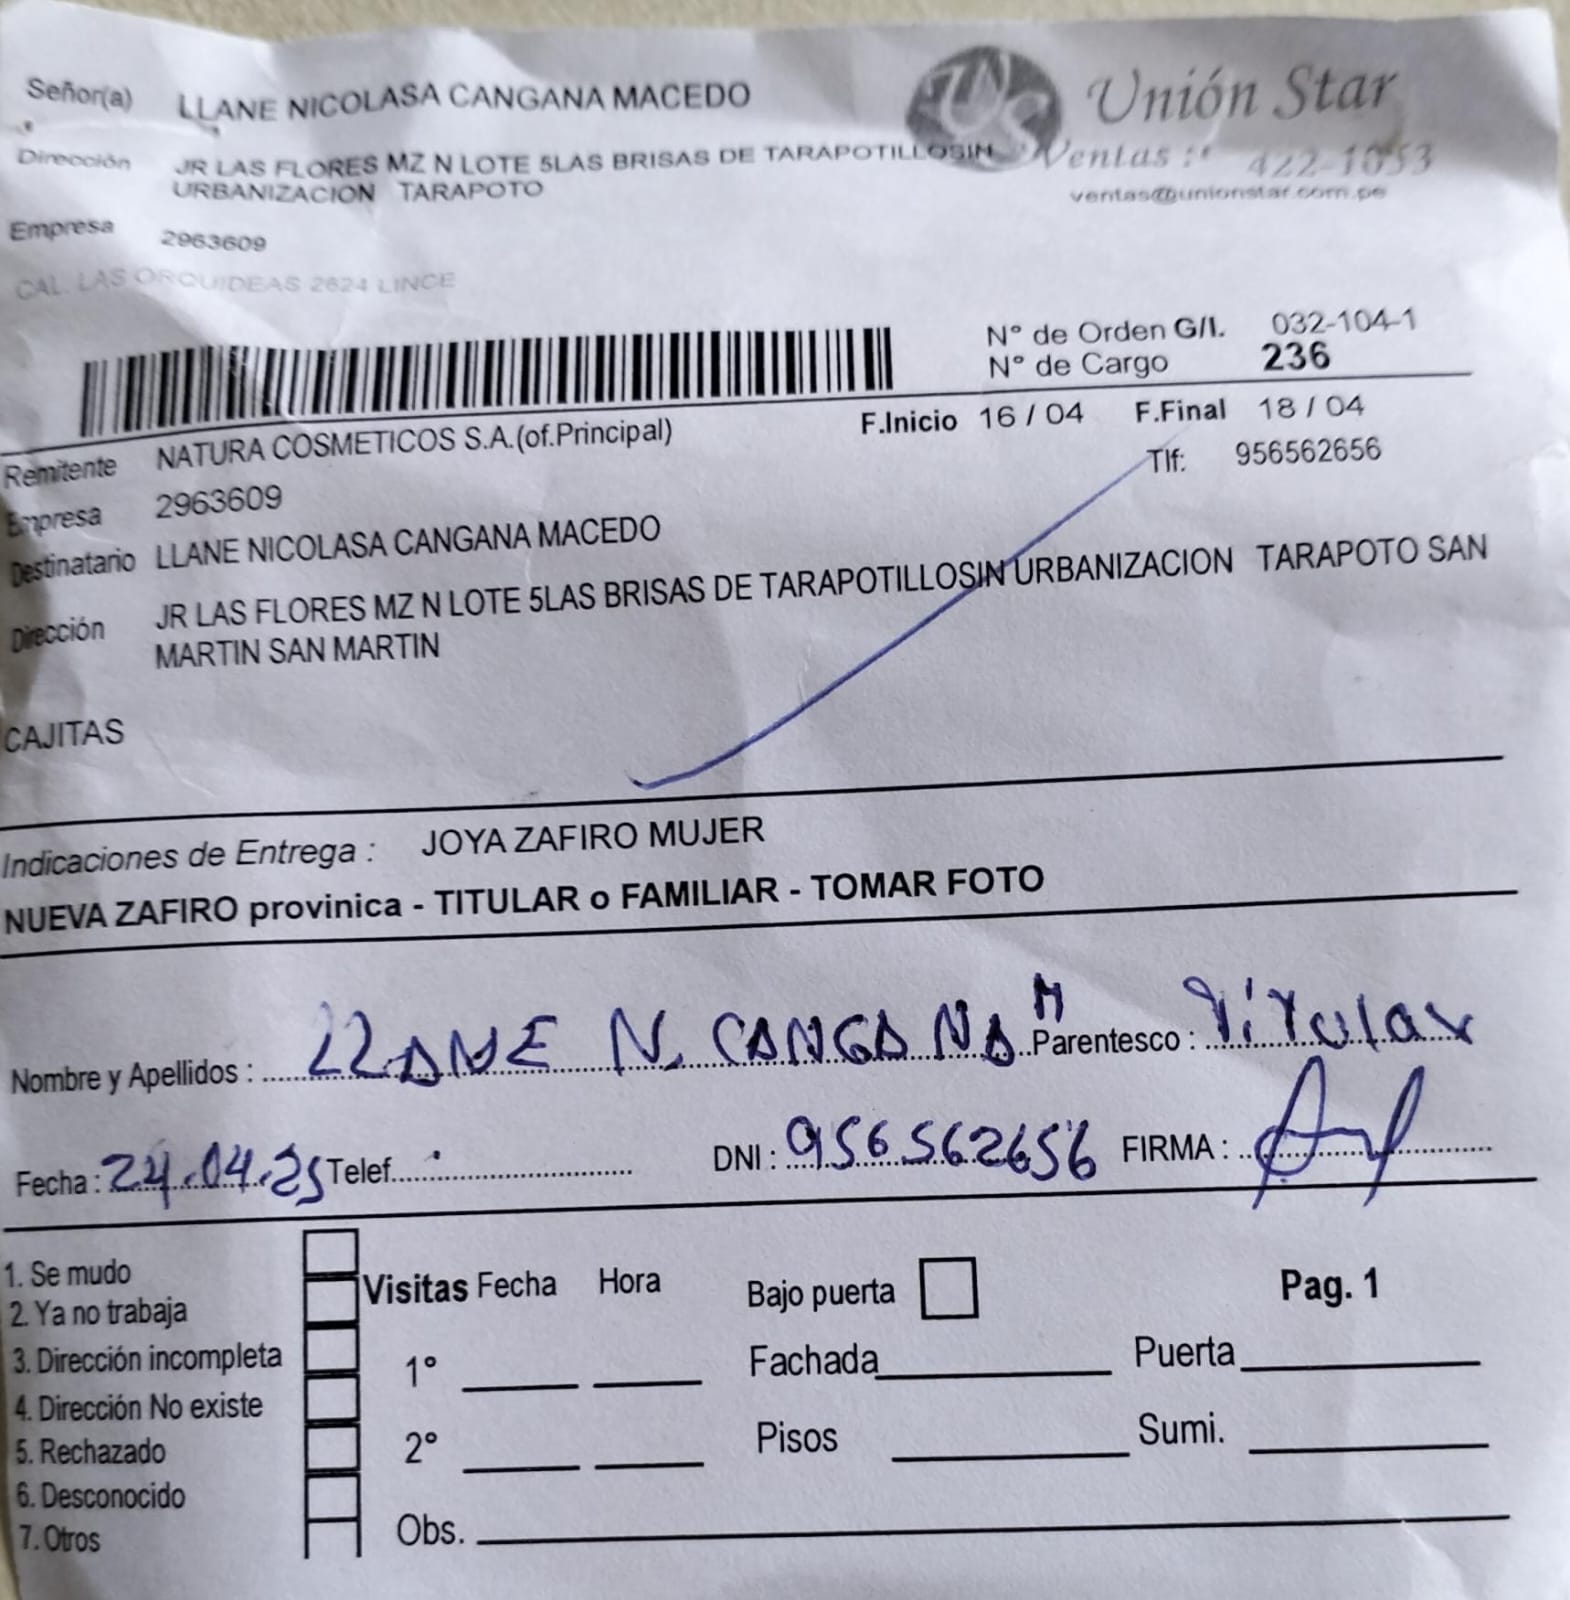 Señor(a) LLANE NICOLASA CANGANA MACEDO
Unión Star
Dirección JR LAS FLORES MZ N LOTE 5LAS BRISAS DE TARAPOTILLOSIN
URBANIZACION TARAPOTO
Ventas : 422-1053
ventas@unionstar.com.pe
Empresa 2963609
CAL. LAS ORQUIDEAS 2624 LINCE
N° de Orden G/I. 032-104-1
N° de Cargo 236
F.Inicio 16 / 04 F.Final 18 / 04
Remitente NATURA COSMETICOS S.A.(of.Principal)
Tlf: 956562656
Empresa 2963609
Destinatario LLANE NICOLASA CANGANA MACEDO
Dirección JR LAS FLORES MZ N LOTE 5LAS BRISAS DE TARAPOTILLOSIN URBANIZACION TARAPOTO SAN
MARTIN SAN MARTIN
CAJITAS
Indicaciones de Entrega : JOYA ZAFIRO MUJER
NUEVA ZAFIRO provinica - TITULAR o FAMILIAR - TOMAR FOTO
Nombre y Apellidos : LLANE N. CANGANA M Parentesco : Titular
Fecha : 24.04.25 Telef. DNI : 956562656 FIRMA :
1. Se mudo
2. Ya no trabaja
3. Dirección incompleta
4. Dirección No existe
5. Rechazado
6. Desconocido
7. Otros
Visitas Fecha Hora
1°
2°
Obs.
Bajo puerta
Pag. 1
Fachada Puerta
Pisos Sumi.